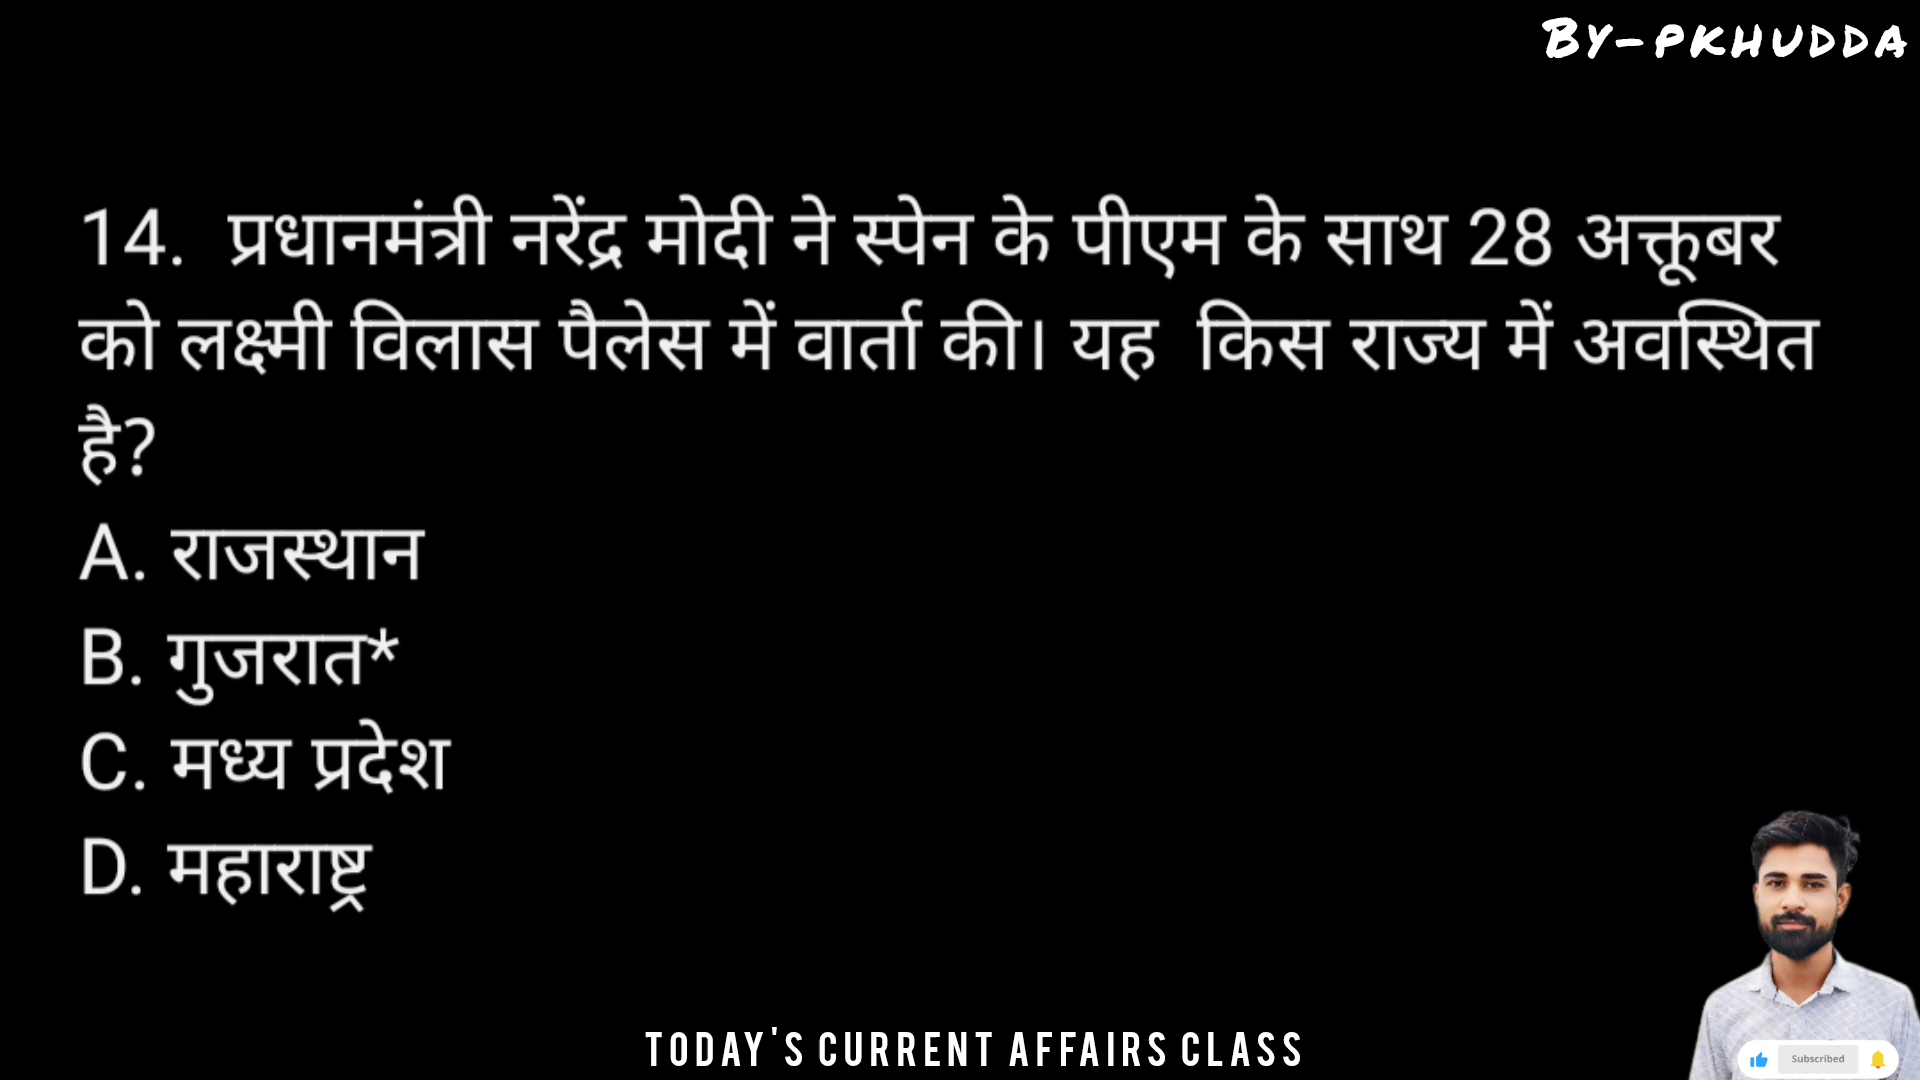 By-pkhudda
14. प्रधानमंत्री नरेंद्र मोदी ने स्पेन के पीएम के साथ 28 अक्तूबर
को लक्ष्मी विलास पैलेस में वार्ता की। यह किस राज्य में अवस्थित
है?
A. राजस्थान
B. गुजरात*
C. मध्य प्रदेश
D. महाराष्ट्र
TODAY'S CURRENT AFFAIRS CLASS
Subscribed